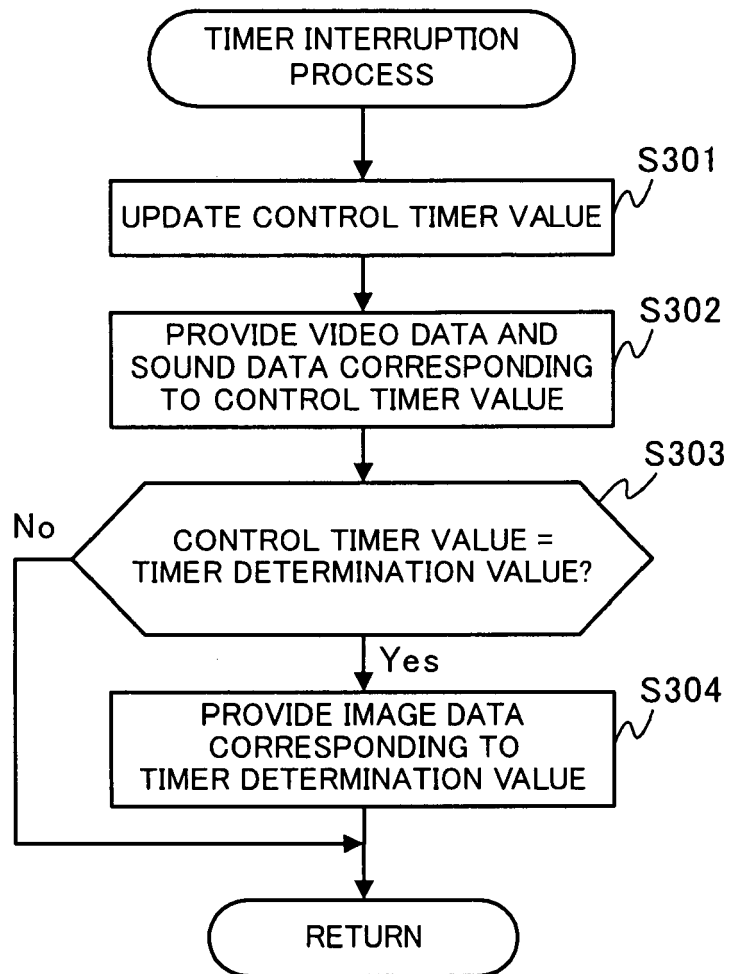 TIMER INTERRUPTION
PROCESS
S301
UPDATE CONTROL TIMER VALUE
S302
PROVIDE VIDEO DATA AND
SOUND DATA CORRESPONDING
TO CONTROL TIMER VALUE
S303
No
CONTROL TIMER VALUE =
TIMER DETERMINATION VALUE?
Yes
S304
PROVIDE IMAGE DATA
CORRESPONDING TO
TIMER DETERMINATION VALUE
RETURN